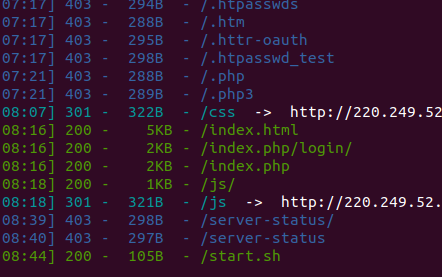 07:17] 403 - 294B - /.htpasswds
07:17] 403 - 288B - /.htm
07:17] 403 - 295B - /.httr-oauth
07:17] 403 - 298B - /.htpasswd_test
07:21] 403 - 288B - /.php
07:21] 403 - 289B - /.php3
08:07] 301 - 322B - /css -> http://220.249.52
08:16] 200 - 5KB - /index.html
08:16] 200 - 2KB - /index.php/login/
08:16] 200 - 2KB - /index.php
08:18] 200 - 1KB - /js/
08:18] 301 - 321B - /js -> http://220.249.52.
08:39] 403 - 298B - /server-status/
08:40] 403 - 297B - /server-status
08:44] 200 - 105B - /start.sh